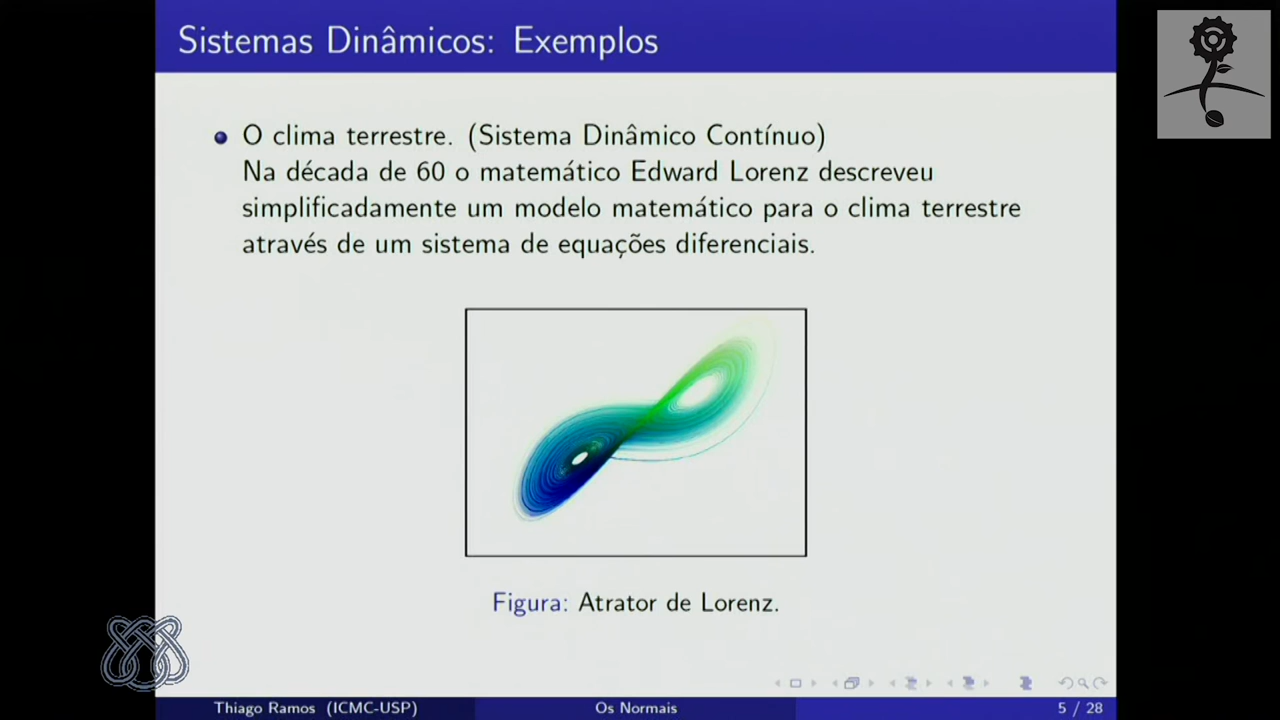 Sistemas Dinâmicos: Exemplos
O clima terrestre. (Sistema Dinâmico Contínuo)
Na década de 60 o matemático Edward Lorenz descreveu
simplificadamente um modelo matemático para o clima terrestre
através de um sistema de equações diferenciais.
Figura: Atrator de Lorenz.
Thiago Ramos (ICMC-USP) Os Normais 5 / 28